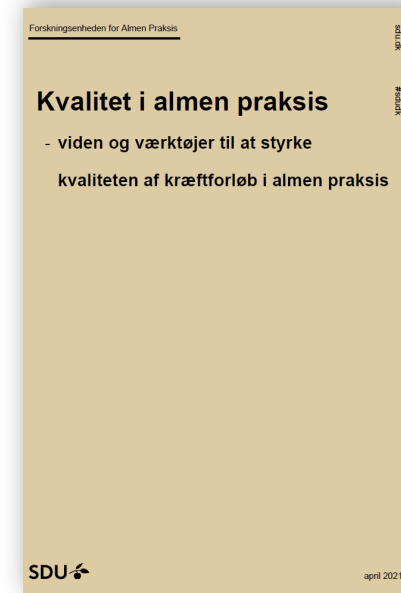 Forskningsenheden for Almen Praksis
sdu.dk
#sdudk
Kvalitet i almen praksis
- viden og værktøjer til at styrke
kvaliteten af kræftforløb i almen praksis
SDU
april 2021